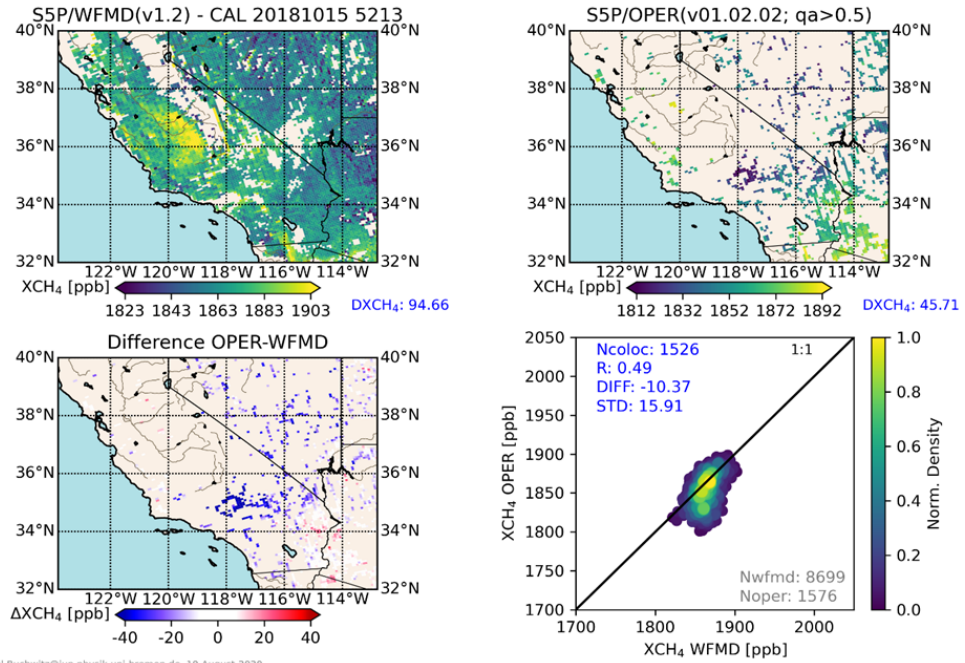 S5P/WFMD(v1.2) - CAL 20181015 5213
40°N 40°N
38°N 38°N
36°N 36°N
34°N 34°N
32°N 32°N
122°W 120°W 118°W 116°W 114°W
XCH₄ [ppb]
1823 1843 1863 1883 1903
DXCH₄: 94.66
S5P/OPER(v01.02.02; qa>0.5)
40°N 40°N
38°N 38°N
36°N 36°N
34°N 34°N
32°N 32°N
122°W 120°W 118°W 116°W 114°W
XCH₄ [ppb]
1812 1832 1852 1872 1892
DXCH₄: 45.71
Difference OPER-WFMD
40°N 40°N
38°N 38°N
36°N 36°N
34°N 34°N
32°N 32°N
122°W 120°W 118°W 116°W 114°W
ΔXCH₄ [ppb]
-40 -20 0 20 40
2050
2000
1950
1900
1850
1800
1750
1700
XCH₄ OPER [ppb]
Ncoloc: 1526
R: 0.49
DIFF: -10.37
STD: 15.91
1:1
Nwfmd: 8699
Noper: 1576
1700 1800 1900 2000
XCH₄ WFMD [ppb]
1.0
0.8
0.6
0.4
0.2
0.0
Norm. Density